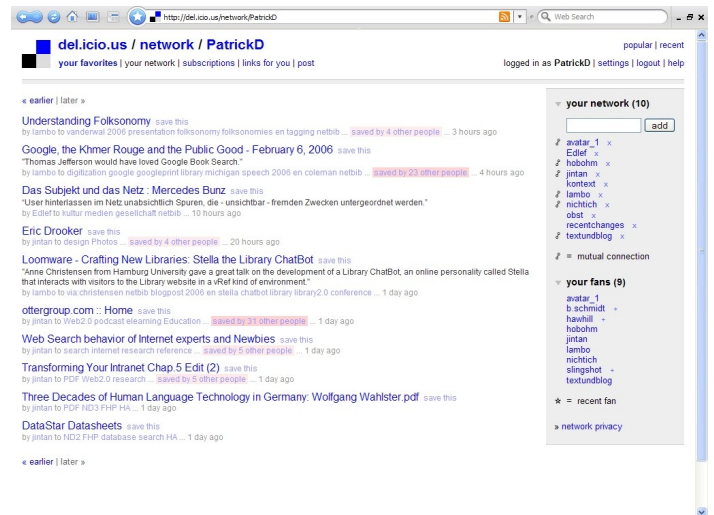 http://del.icio.us/network/PatrickD
Web Search
del.icio.us / network / PatrickD
popular | recent
your favorites | your network | subscriptions | links for you | post
logged in as PatrickD | settings | logout | help
« earlier | later »
Understanding Folksonomy save this
by lambo to vanderwal 2006 presentation folksonomy folksonomies en tagging netbib ... saved by 4 other people ... 3 hours ago
Google, the Khmer Rouge and the Public Good - February 6, 2006 save this
"Thomas Jefferson would have loved Google Book Search."
by lambo to digitization google googleprint library michigan speech 2006 en coleman netbib ... saved by 23 other people ... 4 hours ago
Das Subjekt und das Netz : Mercedes Bunz save this
"User hinterlassen im Netz unabsichtlich Spuren, die - unsichtbar - fremden Zwecken untergeordnet werden."
by Edlef to kultur medien gesellschaft netbib ... 10 hours ago
Eric Drooker save this
by jintan to design Photos ... saved by 4 other people ... 20 hours ago
Loomware - Crafting New Libraries: Stella the Library ChatBot save this
"Anne Christensen from Hamburg University gave a great talk on the development of a Library ChatBot, an online personality called Stella
that interacts with visitors to the Library website in a vRef kind of environment."
by lambo to via:christensen netbib blogpost 2006 en stella chatbot library library2.0 conference ... 1 day ago
ottergroup.com :: Home save this
by jintan to Web2.0 podcast elearning Education ... saved by 31 other people ... 1 day ago
Web Search behavior of Internet experts and Newbies save this
by jintan to search internet research reference ... saved by 5 other people ... 1 day ago
Transforming Your Intranet Chap.5 Edit (2) save this
by jintan to PDF Web2.0 research ... saved by 5 other people ... 1 day ago
Three Decades of Human Language Technology in Germany: Wolfgang Wahlster.pdf save this
by jintan to PDF ND3 FHP HA ... 1 day ago
DataStar Datasheets save this
by jintan to ND2 FHP database search HA ... 1 day ago
« earlier | later »
your network (10)
add
avatar_1 x
Edlef x
hobohm x
jintan x
kontext x
lambo x
nichtich x
obst x
recentchanges x
textundblog x
= mutual connection
your fans (9)
avatar_1
b.schmidt +
hawhill +
hobohm
jintan
lambo
nichtich
slingshot +
textundblog
☆ = recent fan
» network privacy